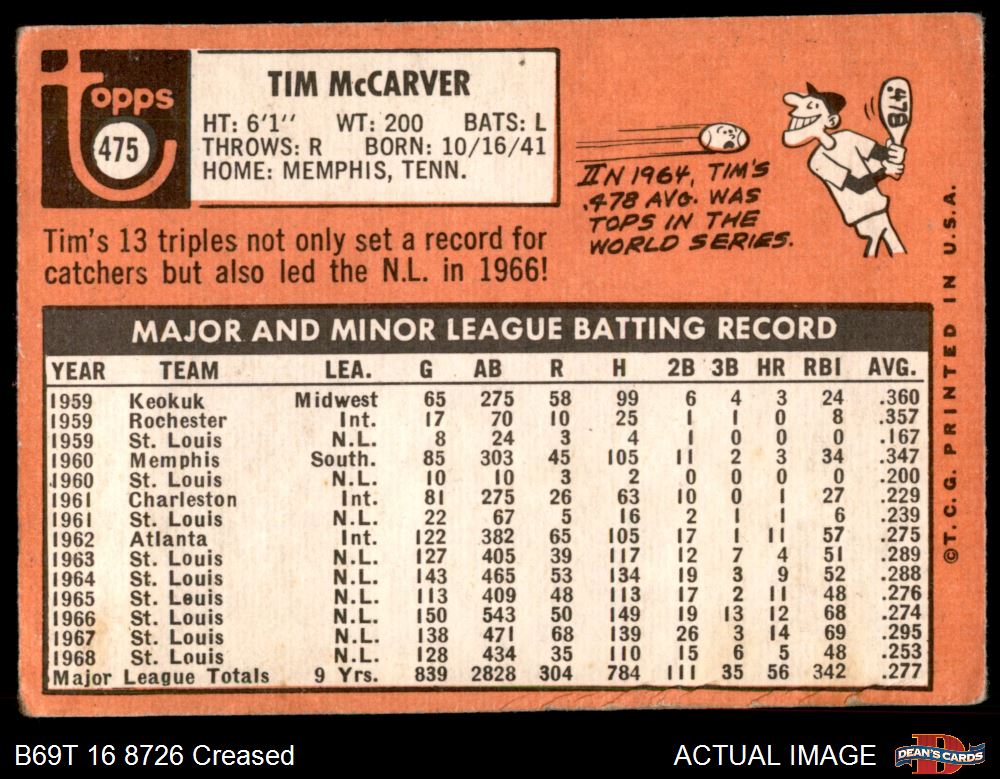 topps
475
TIM McCARVER
HT: 6'1'' WT: 200 BATS: L
THROWS: R BORN: 10/16/41
HOME: MEMPHIS, TENN.
Tim's 13 triples not only set a record for
catchers but also led the N.L. in 1966!
.478
IN 1964, TIM'S
.478 AVG. WAS
TOPS IN THE
WORLD SERIES.
MAJOR AND MINOR LEAGUE BATTING RECORD
YEAR TEAM LEA. G AB R H 2B 3B HR RBI AVG.
1959 Keokuk Midwest 65 275 58 99 6 4 3 24 .360
1959 Rochester Int. 17 70 10 25 1 1 0 8 .357
1959 St. Louis N.L. 8 24 3 4 1 0 0 0 .167
1960 Memphis South. 85 303 45 105 11 2 3 34 .347
1960 St. Louis N.L. 10 10 3 2 0 0 0 0 .200
1961 Charleston Int. 81 275 26 63 10 0 1 27 .229
1961 St. Louis N.L. 22 67 5 16 2 1 1 6 .239
1962 Atlanta Int. 122 382 65 105 17 1 11 57 .275
1963 St. Louis N.L. 127 405 39 117 12 7 4 51 .289
1964 St. Louis N.L. 143 465 53 134 19 3 9 52 .288
1965 St. Louis N.L. 113 409 48 113 17 2 11 48 .276
1966 St. Louis N.L. 150 543 50 149 19 13 12 68 .274
1967 St. Louis N.L. 138 471 68 139 26 3 14 69 .295
1968 St. Louis N.L. 128 434 35 110 15 6 5 48 .253
Major League Totals 9 Yrs. 839 2828 304 784 111 35 56 342 .277
©T.C.G. PRINTED IN U.S.A.
B69T 16 8726 Creased
ACTUAL IMAGE
DEAN'S CARDS